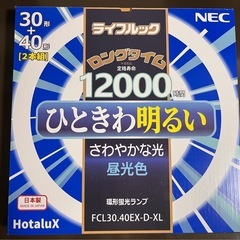 30形+40形
[2本組]
NEC
ライフルック
ロングタイム
定格寿命
12000時間
ひときわ明るい
さわやかな光
昼光色
日本製
MADE IN JAPAN
環形蛍光ランプ
HotaluX
FCL30.40EX-D-XL